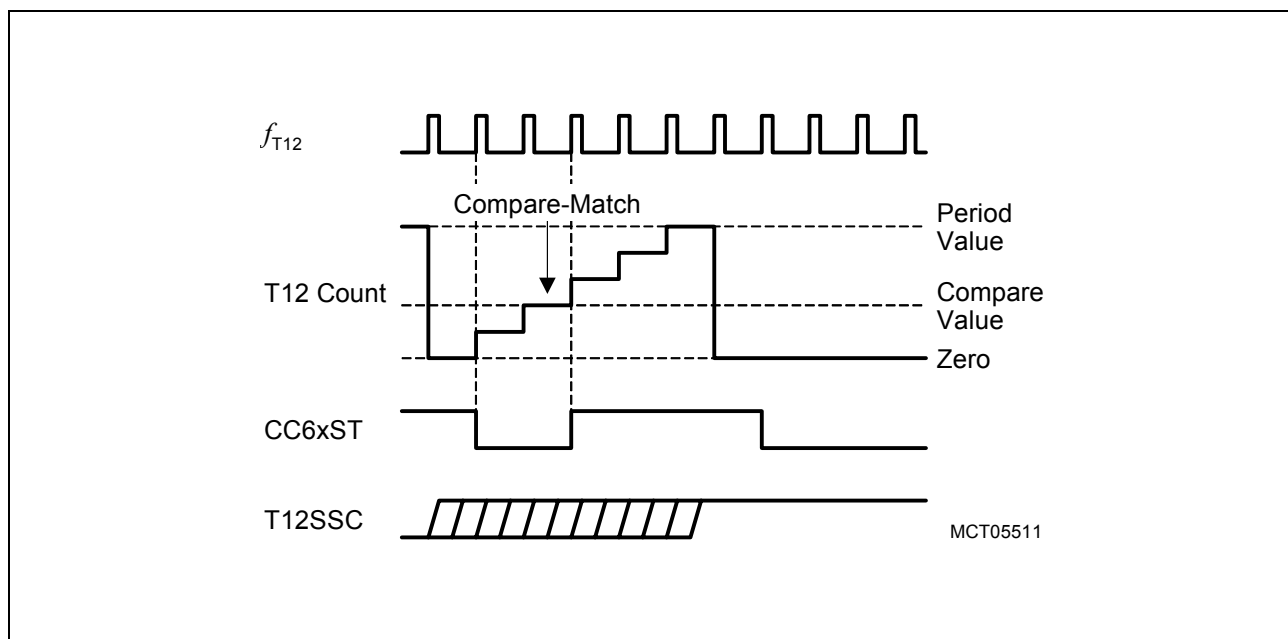 fT12
Compare-Match
Period
Value
T12 Count
Compare
Value
Zero
CC6xST
T12SSC
MCT05511